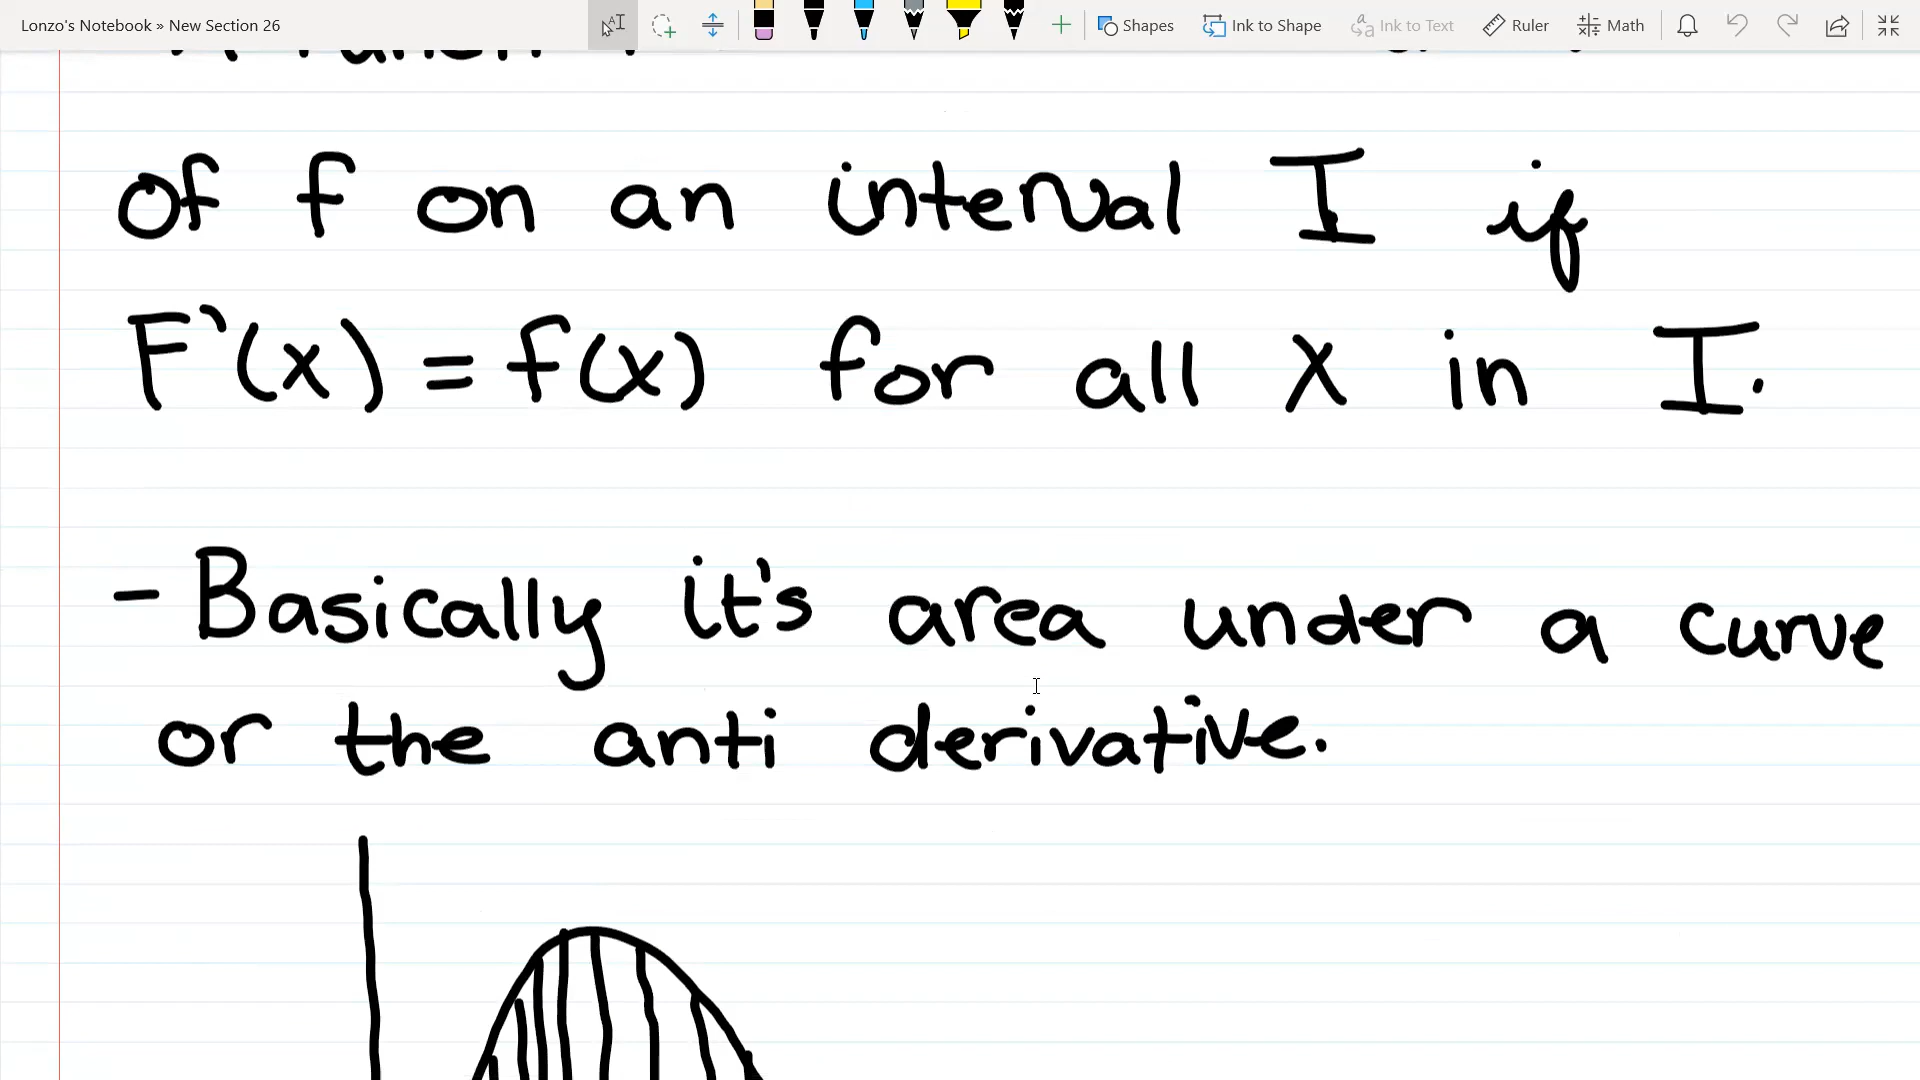 Lonzo's Notebook » New Section 26
Shapes Ink to Shape Ink to Text Ruler Math
of f on an interval I if
F'(x) = f(x) for all x in I.
- Basically it's area under a curve
or the anti derivative.